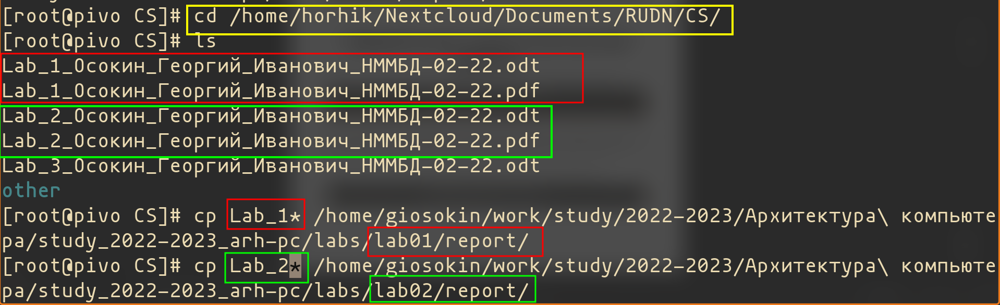 [root@pivo CS]# cd /home/horhik/Nextcloud/Documents/RUDN/CS/
[root@pivo CS]# ls
Lab_1_Осокин_Георгий_Иванович_НММБД-02-22.odt
Lab_1_Осокин_Георгий_Иванович_НММБД-02-22.pdf
Lab_2_Осокин_Георгий_Иванович_НММБД-02-22.odt
Lab_2_Осокин_Георгий_Иванович_НММБД-02-22.pdf
Lab_3_Осокин_Георгий_Иванович_НММБД-02-22.odt
other
[root@pivo CS]# cp Lab_1* /home/giosokin/work/study/2022-2023/Архитектура\ компьюте
ра/study_2022-2023_arh-pc/labs/lab01/report/
[root@pivo CS]# cp Lab_2* /home/giosokin/work/study/2022-2023/Архитектура\ компьюте
ра/study_2022-2023_arh-pc/labs/lab02/report/